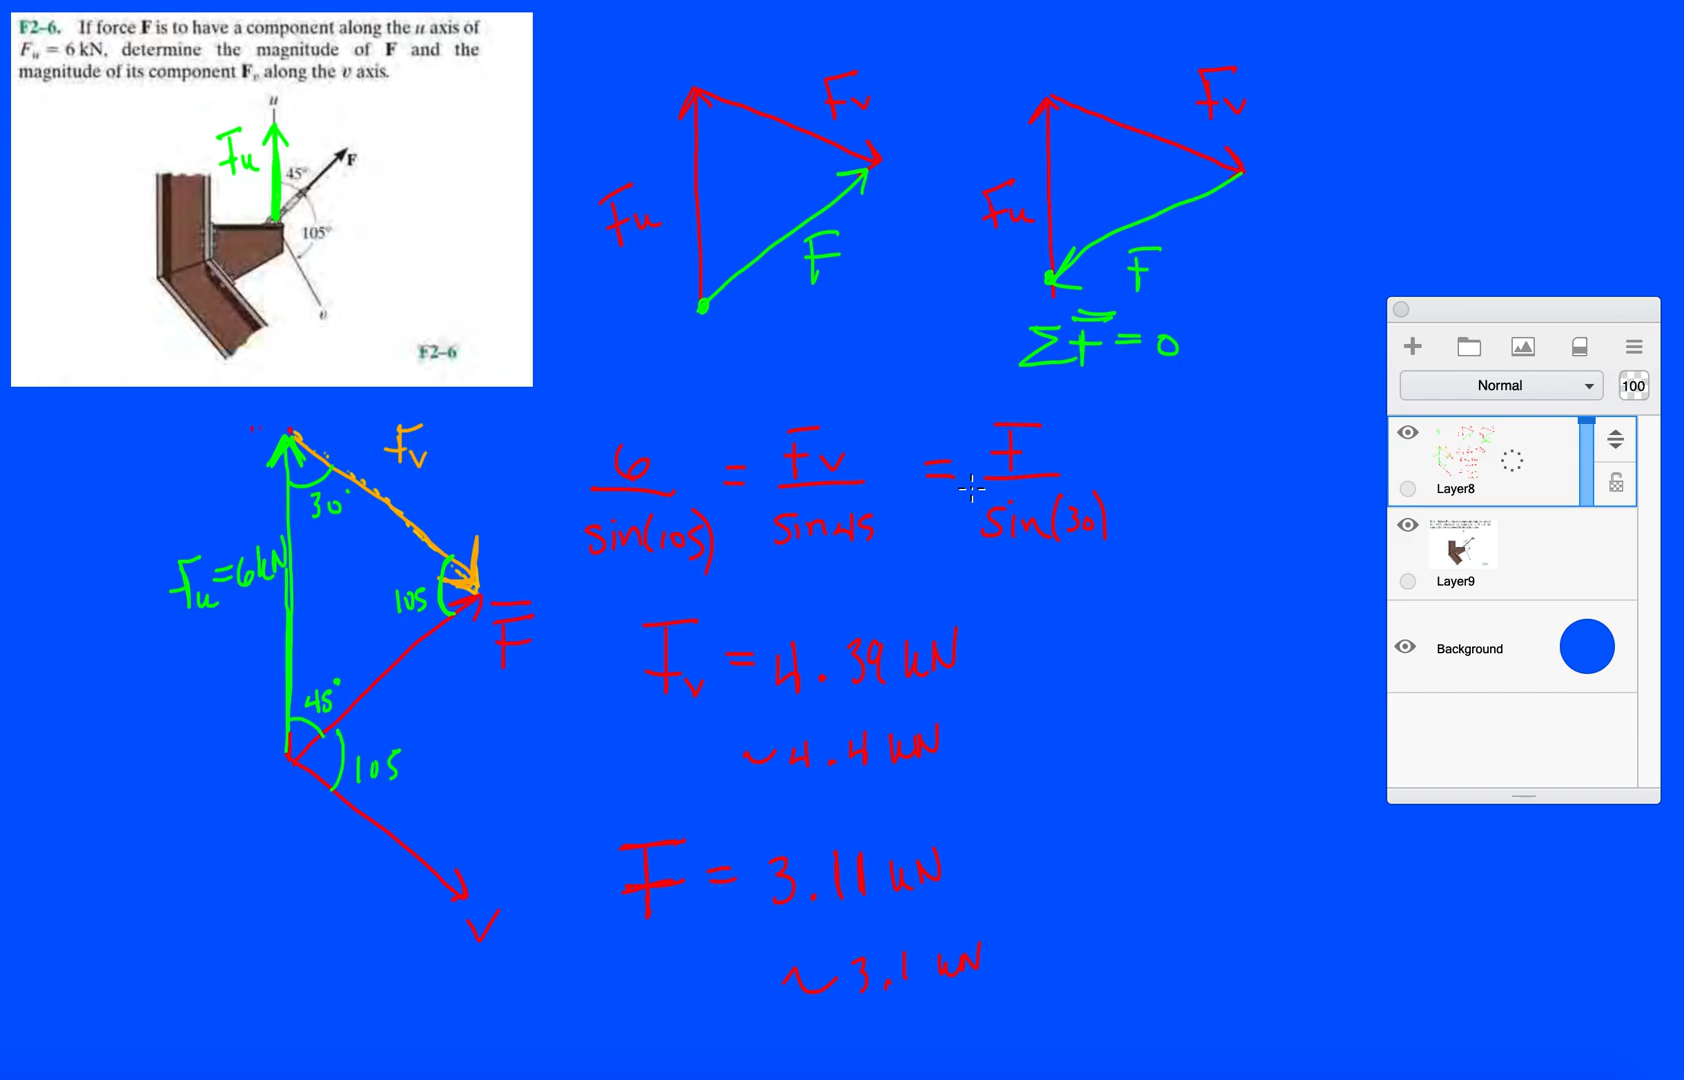 F2–6. If force F is to have a component along the u axis of
Fu = 6 kN, determine the magnitude of F and the
magnitude of its component Fv along the v axis.
u
Fu
F
45°
105°
v
F2–6
Fv
Fu
F
Fv
Fu
F
ΣF = 0
Fv
30°
Fu = 6kN
105
F
45°
105
v
6/sin(105) = Fv/sin45 = F/sin(30)
Fv = 4.39 kN
~4.4 kN
F = 3.11 kN
~3.1 kN
Normal
100
Layer8
Layer9
Background